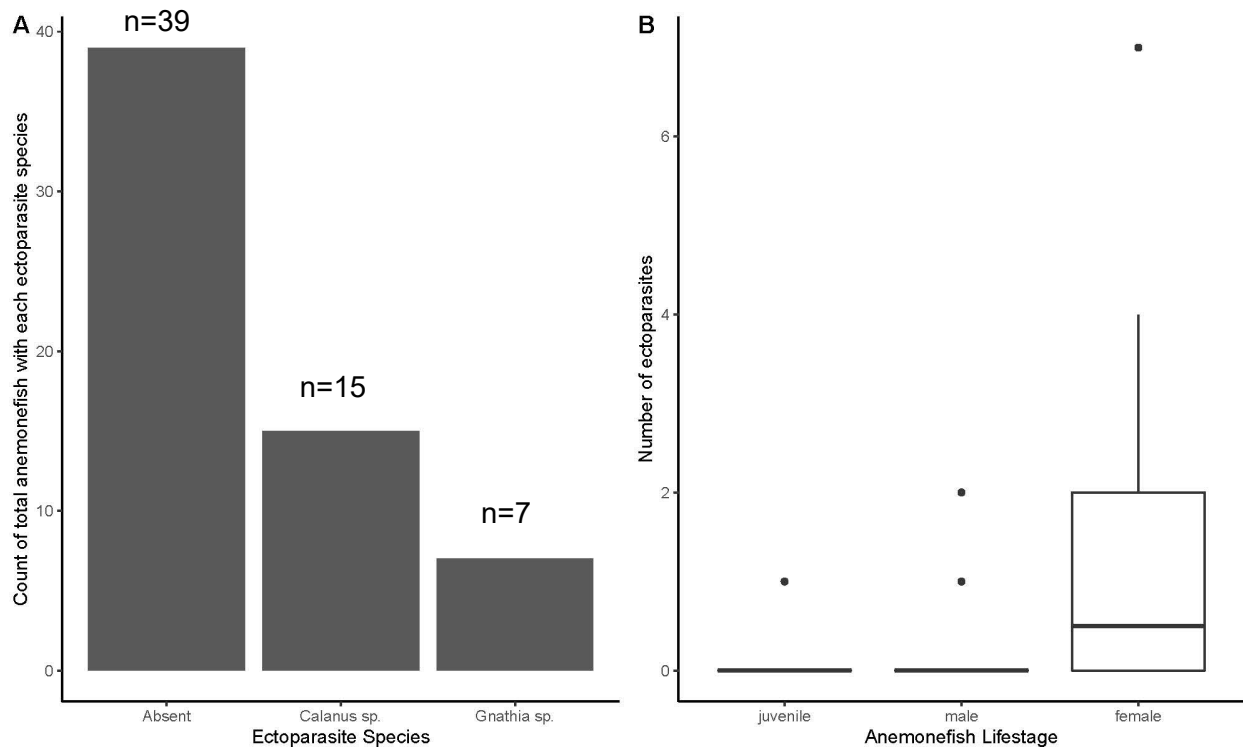 A
n=39
n=15
n=7
Count of total anemonefish with each ectoparasite species
40
30
20
10
0
Absent
Calanus sp.
Gnathia sp.
Ectoparasite Species
B
Number of ectoparasites
6
4
2
0
juvenile
male
female
Anemonefish Lifestage